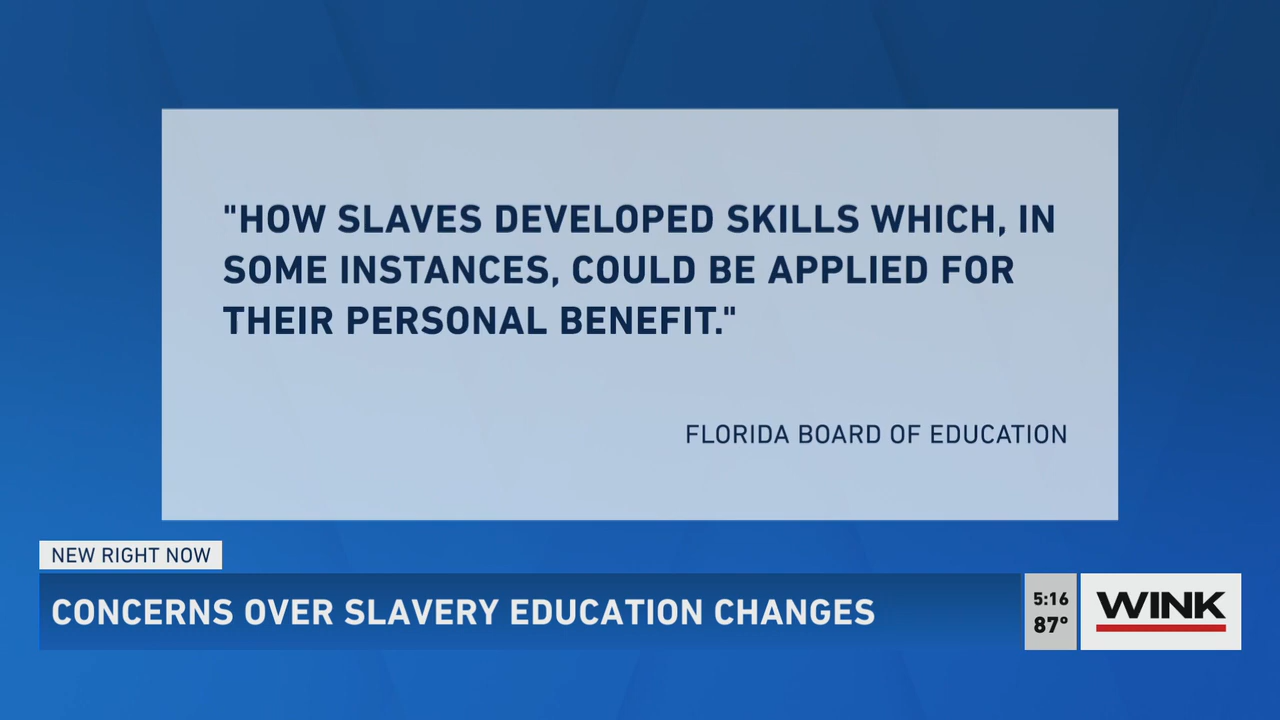 "HOW SLAVES DEVELOPED SKILLS WHICH, IN
SOME INSTANCES, COULD BE APPLIED FOR
THEIR PERSONAL BENEFIT."
FLORIDA BOARD OF EDUCATION
NEW RIGHT NOW
CONCERNS OVER SLAVERY EDUCATION CHANGES
5:16
87°
WINK